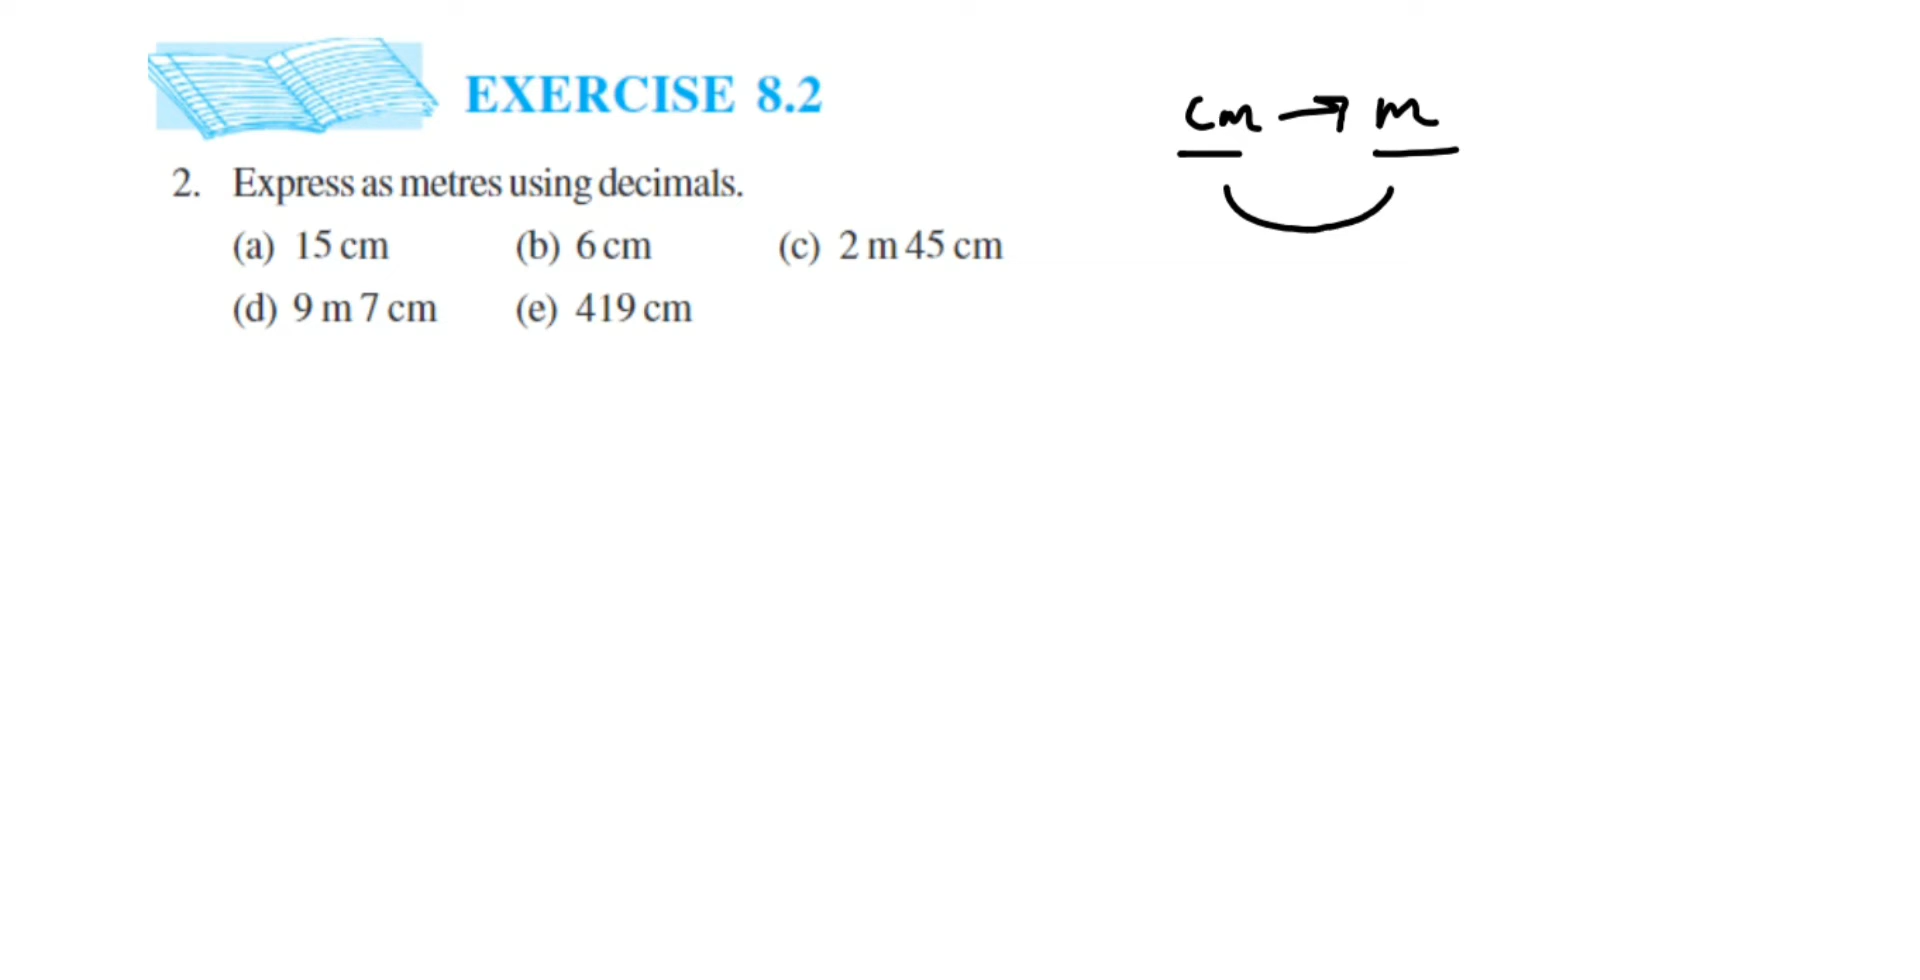 EXERCISE 8.2
cm → m
2. Express as metres using decimals.
(a) 15 cm (b) 6 cm (c) 2 m 45 cm
(d) 9 m 7 cm (e) 419 cm